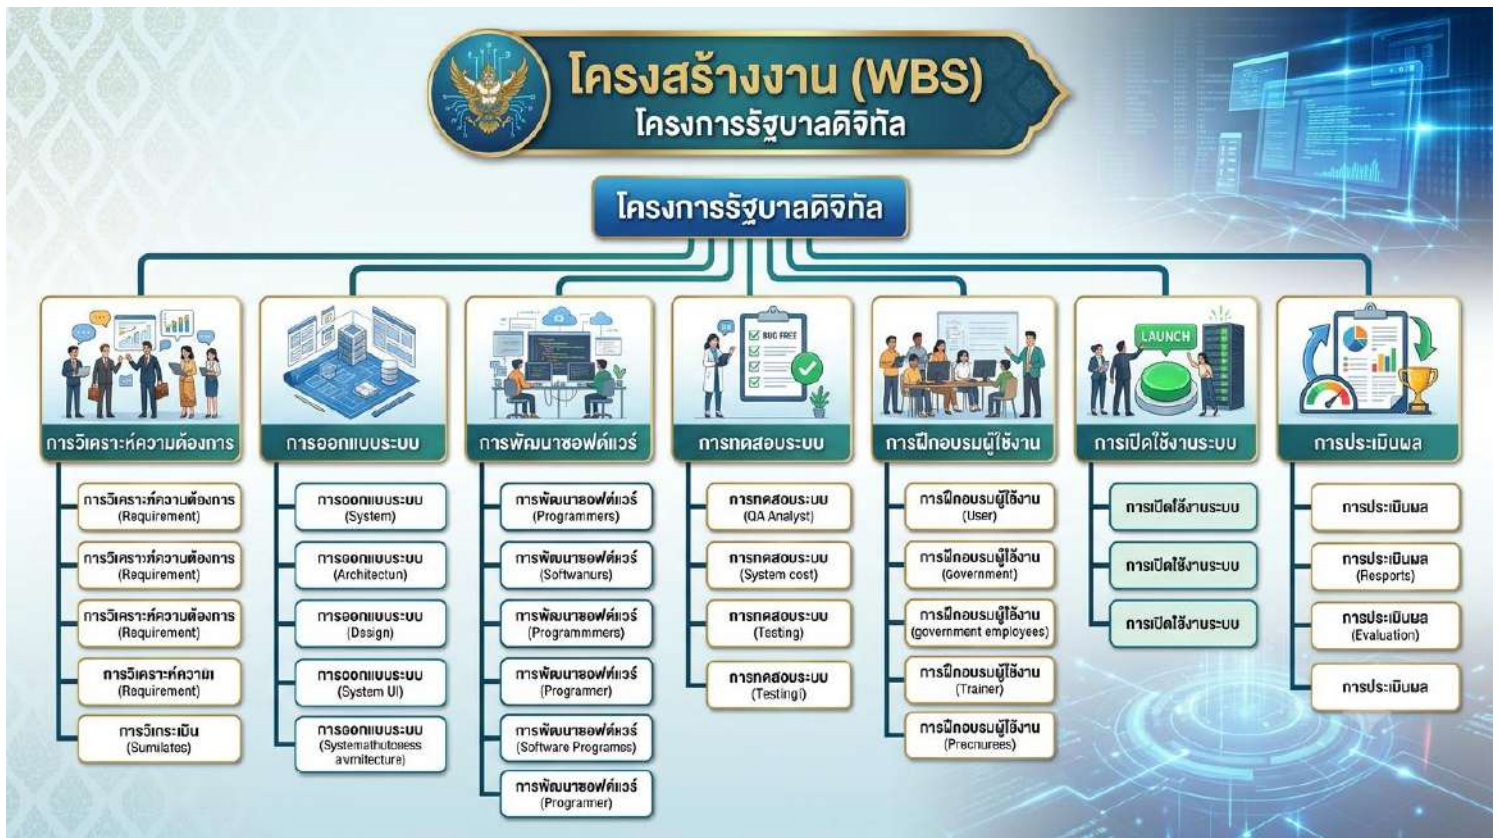 โครงสร้างงาน (WBS)
โครงการรัฐบาลดิจิทัล
โครงการรัฐบาลดิจิทัล
BUG FREE
LAUNCH
การวิเคราะห์ความต้องการ
การออกแบบระบบ
การพัฒนาซอฟต์แวร์
การทดสอบระบบ
การฝึกอบรมผู้ใช้งาน
การเปิดใช้งานระบบ
การประเมินผล
การวิเคราะห์ความต้องการ
(Requirement)
การวิเคราะห์ความต้องการ
(Requirement)
การวิเคราะห์ความต้องการ
(Requirement)
การวิเคราะห์ความเ
(Requirement)
การวิเกระเมิน
(Sumilates)
การออกแบบระบบ
(System)
การออกแบบระบบ
(Architectun)
การออกแบบระบบ
(Dssign)
การออกแบบระบบ
(System UI)
การออกแบบระบบ
(Systemathutosess
avmitecture)
การพัฒนาซอฟต์แวร์
(Programmers)
การพัฒนาซอฟต์แวร์
(Softwanurs)
การพัฒนาซอฟต์แวร์
(Programmmers)
การพัฒนาซอฟต์แวร์
(Programer)
การพัฒนาซอฟต์แวร์
(Software Programss)
การพัฒนาซอฟต์แวร์
(Programer)
การทดสอบระบบ
(QA Analyst)
การทดสอบระบบ
(System cost)
การทดสอบระบบ
(Testing)
การทดสอบระบบ
(Testingi)
การฝึกอบรมผู้ใช้งาน
(User)
การฝึกอบรมผู้ใช้งาน
(Government)
การฝึกอบรมผู้ใช้งาน
(government employees)
การฝึกอบรมผู้ใช้งาน
(Trainer)
การฝึกอบรมผู้ใช้งาน
(Precnurees)
การเปิดใช้งานระบบ
การเปิดใช้งานระบบ
การเปิดใช้งานระบบ
การประเมินผล
การประเมินผล
(Resports)
การประเมินผล
(Evaluation)
การประเมินผล